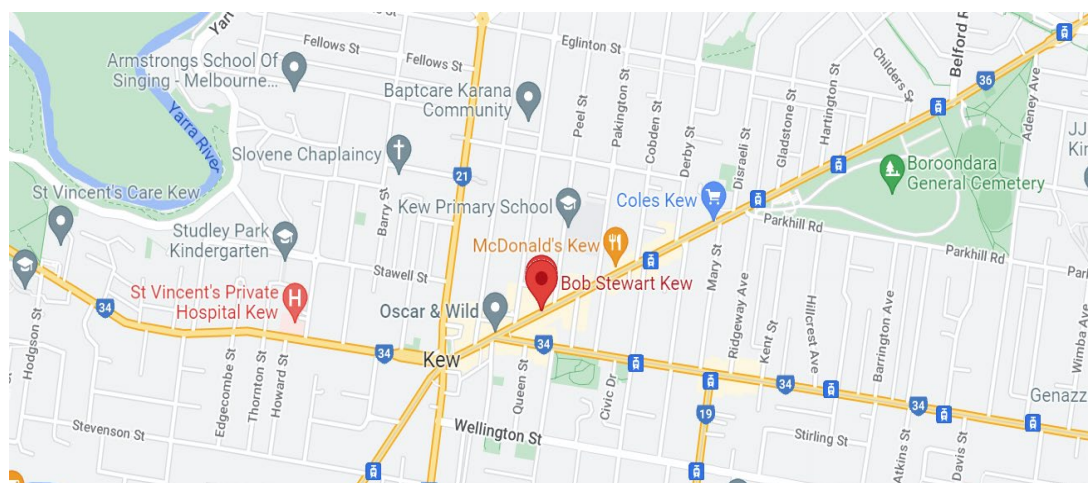 Yar
Fellows St
Eglinton St
Belford R
Armstrongs School Of
Singing - Melbourne...
Fellows St
Childers St
36
Adeney Ave
Baptcare Karana
Community
Peel St
Pakington St
Cobden St
Derby St
Disraeli St
Gladstone St
Hartington St
JJ
Kin
Yarra River
Slovene Chaplaincy
21
Boroondara
General Cemetery
St Vincent's Care Kew
Barry St
Kew Primary School
Coles Kew
Parkhill Rd
Parkhill Rd
Studley Park
Kindergarten
Stawell St
McDonald's Kew
Mary St
Bob Stewart Kew
St Vincent's Private
Hospital Kew
H
34
Oscar & Wild
Hodgson St
Edgecombe St
Thornton St
Howard St
34
Kew
34
Queen St
Civic Dr
Ridgeway Ave
Kent St
Hillcrest Ave
Barrington Ave
Wimba Ave
34
34
Genazz
19
Stevenson St
Wellington St
Stirling St
Atkins St
Davis St